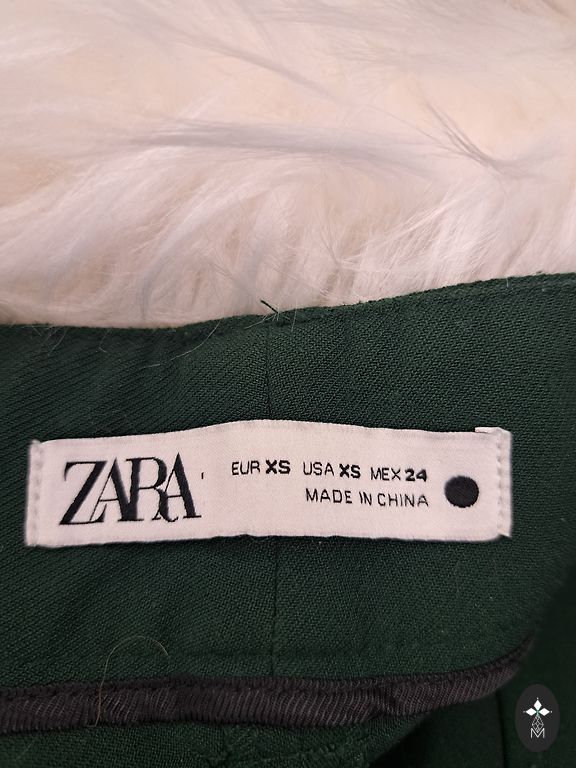 ZARA
EUR XS USA XS MEX 24
MADE IN CHINA
M